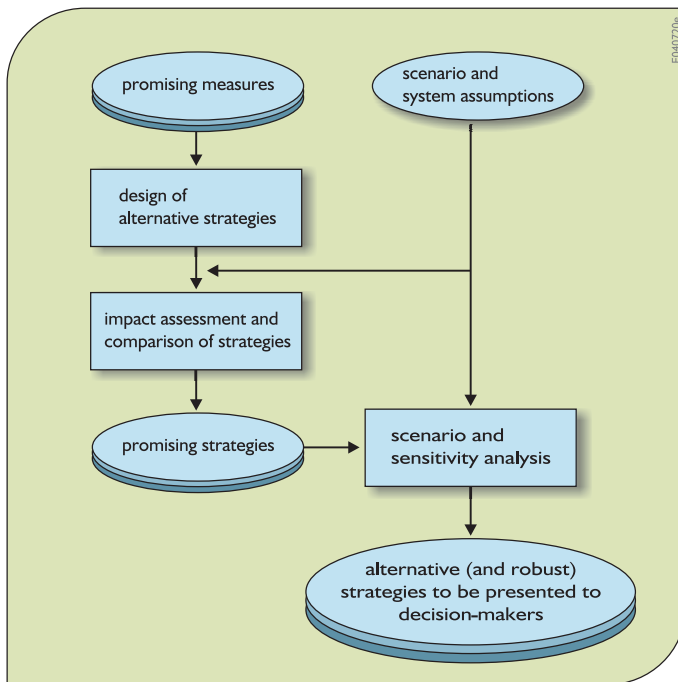 E040720e
promising measures
scenario and
system assumptions
design of
alternative strategies
impact assessment and
comparison of strategies
promising strategies
scenario and
sensitivity analysis
alternative (and robust)
strategies to be presented to
decision-makers